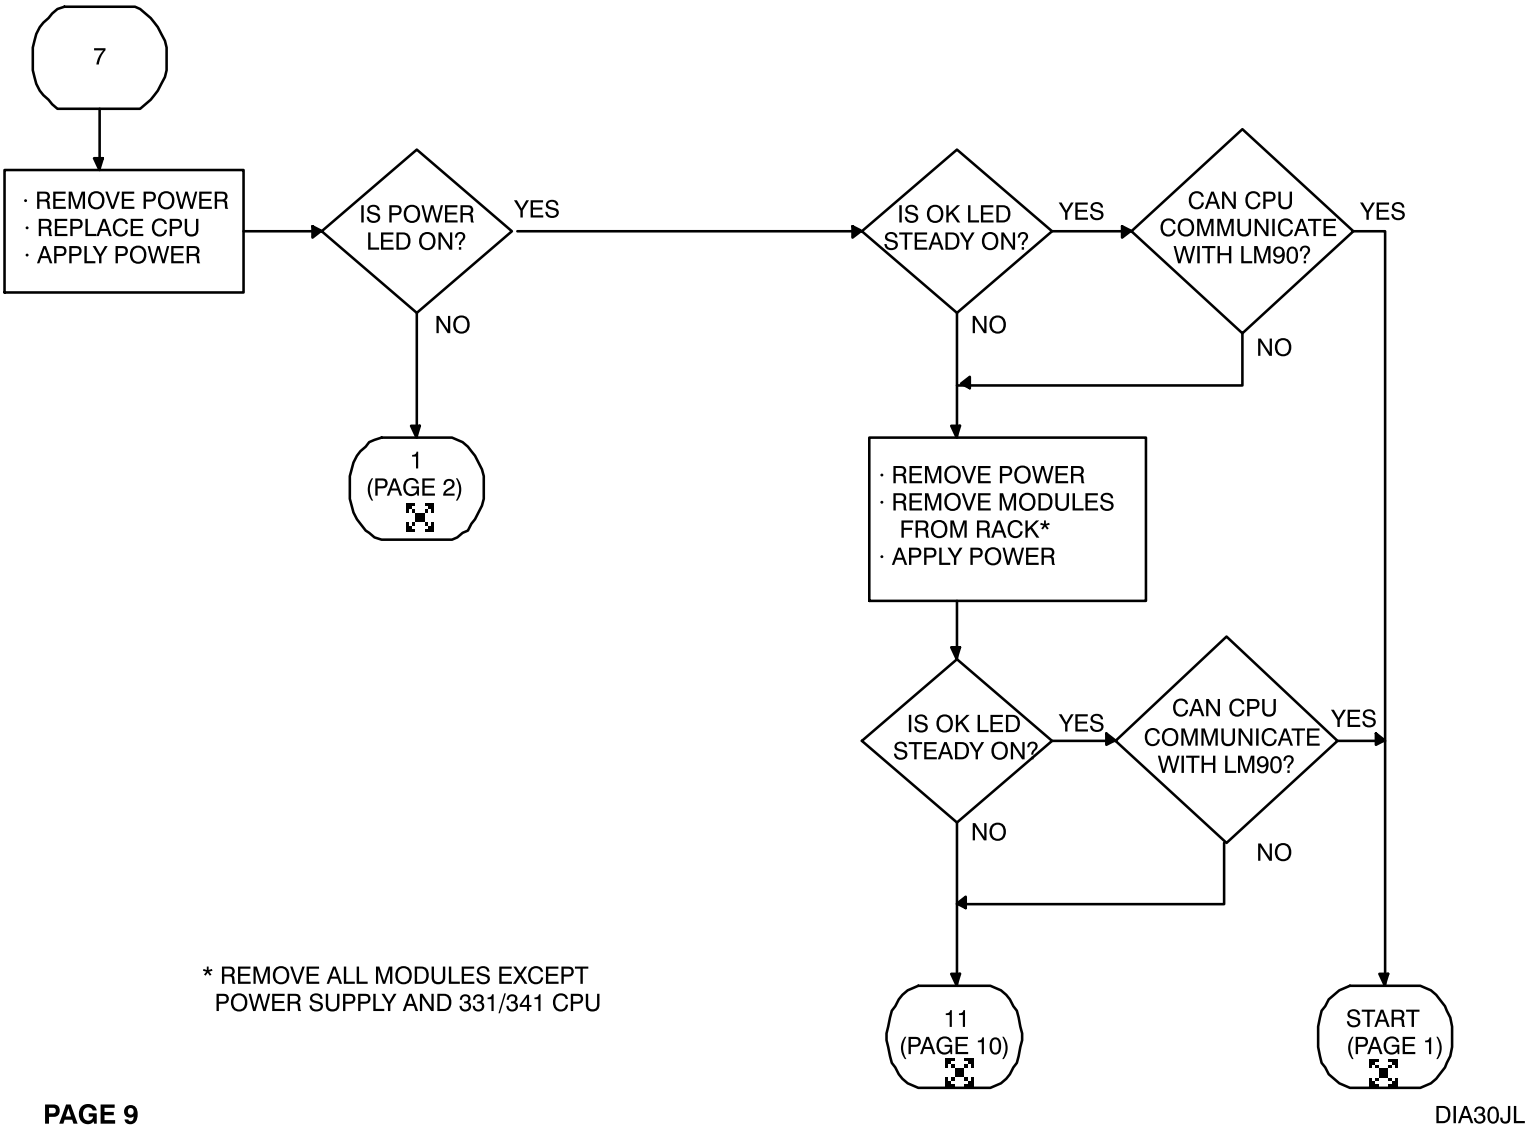 7
· REMOVE POWER
· REPLACE CPU
· APPLY POWER
IS POWER
LED ON?
YES
NO
1
(PAGE 2)
IS OK LED
STEADY ON?
YES
NO
CAN CPU
COMMUNICATE
WITH LM90?
YES
NO
· REMOVE POWER
· REMOVE MODULES
FROM RACK*
· APPLY POWER
IS OK LED
STEADY ON?
YES
NO
CAN CPU
COMMUNICATE
WITH LM90?
YES
NO
11
(PAGE 10)
START
(PAGE 1)
* REMOVE ALL MODULES EXCEPT
POWER SUPPLY AND 331/341 CPU
PAGE 9
DIA30JL